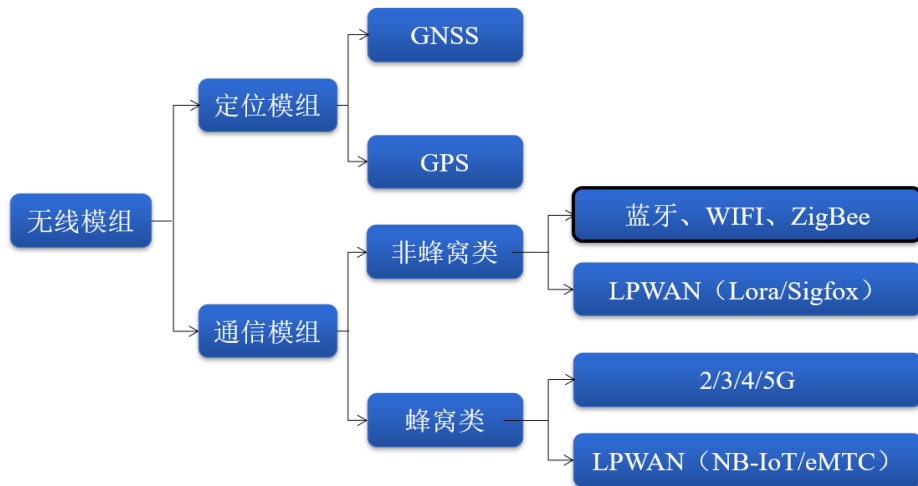 GNSS
定位模组
GPS
无线模组
蓝牙、WIFI、ZigBee
非蜂窝类
LPWAN（Lora/Sigfox）
通信模组
2/3/4/5G
蜂窝类
LPWAN（NB-IoT/eMTC）